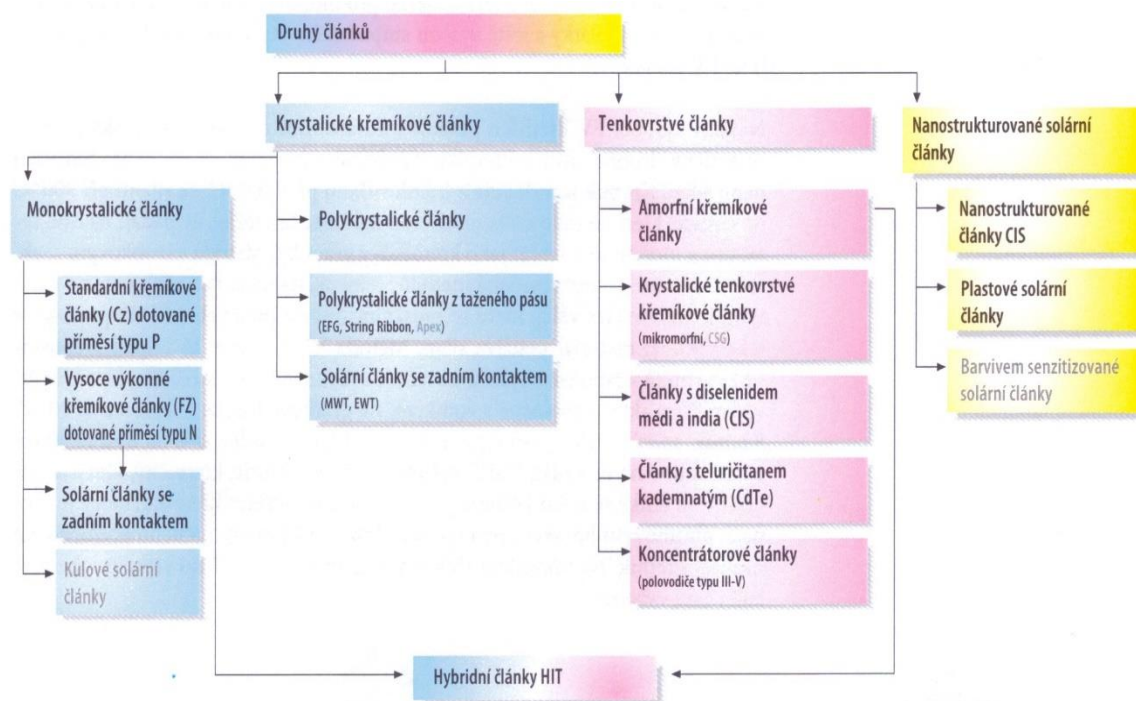 Druhy článků
Krystalické křemíkové články
Tenkovrstvé články
Nanostrukturované solární
články
Monokrystalické články
Standardní křemíkové
články (Cz) dotované
příměsí typu P
Vysoce výkonné
křemíkové články (FZ)
dotované příměsí typu N
Solární články se
zadním kontaktem
Kulové solární
články
Polykrystalické články
Polykrystalické články z taženého pásu
(EFG, String Ribbon, Apex)
Solární články se zadním kontaktem
(MWT, EWT)
Amorfní křemíkové
články
Krystalické tenkovrstvé
křemíkové články
(mikromorfní, CSG)
Články s diselenidem
mědi a india (CIS)
Články s teluričitanem
kademnatým (CdTe)
Koncentrátorové články
(polovodiče typu III-V)
Nanostrukturované
články CIS
Plastové solární
články
Barvivem senzitizované
solární články
Hybridní články HIT